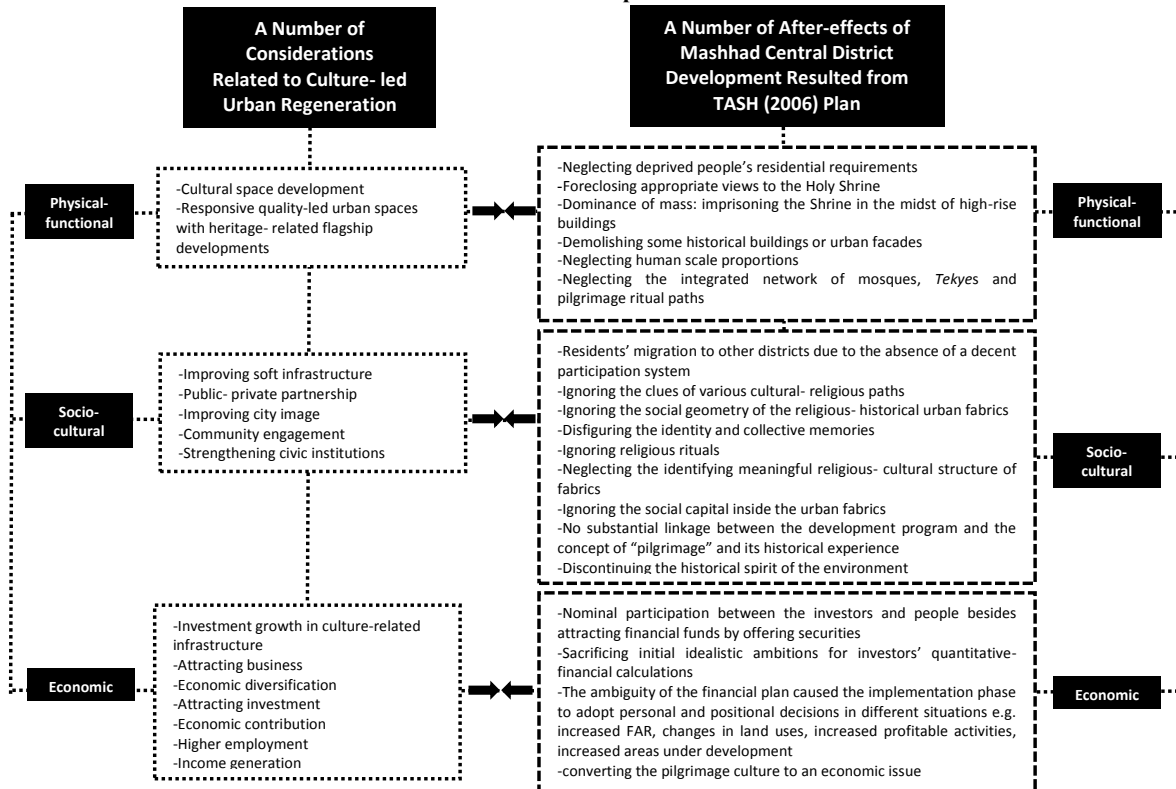 A Number of
Considerations
Related to Culture- led
Urban Regeneration
A Number of After-effects of
Mashhad Central District
Development Resulted from
TASH (2006) Plan
Physical-
functional
-Cultural space development
-Responsive quality-led urban spaces
with heritage- related flagship
developments
-Neglecting deprived people's residential requirements
-Foreclosing appropriate views to the Holy Shrine
-Dominance of mass: imprisoning the Shrine in the midst of high-rise
buildings
-Demolishing some historical buildings or urban facades
-Neglecting human scale proportions
-Neglecting the integrated network of mosques, Tekyes and
pilgrimage ritual paths
Physical-
functional
Socio-
cultural
-Improving soft infrastructure
-Public- private partnership
-Improving city image
-Community engagement
-Strengthening civic institutions
-Residents' migration to other districts due to the absence of a decent
participation system
-Ignoring the clues of various cultural- religious paths
-Ignoring the social geometry of the religious- historical urban fabrics
-Disfiguring the identity and collective memories
-Ignoring religious rituals
-Neglecting the identifying meaningful religious- cultural structure of
fabrics
-Ignoring the social capital inside the urban fabrics
-No substantial linkage between the development program and the
concept of "pilgrimage" and its historical experience
-Discontinuing the historical spirit of the environment
Socio-
cultural
Economic
-Investment growth in culture-related
infrastructure
-Attracting business
-Economic diversification
-Attracting investment
-Economic contribution
-Higher employment
-Income generation
-Nominal participation between the investors and people besides
attracting financial funds by offering securities
-Sacrificing initial idealistic ambitions for investors' quantitative-
financial calculations
-The ambiguity of the financial plan caused the implementation phase
to adopt personal and positional decisions in different situations e.g.
increased FAR, changes in land uses, increased profitable activities,
increased areas under development
-converting the pilgrimage culture to an economic issue
Economic